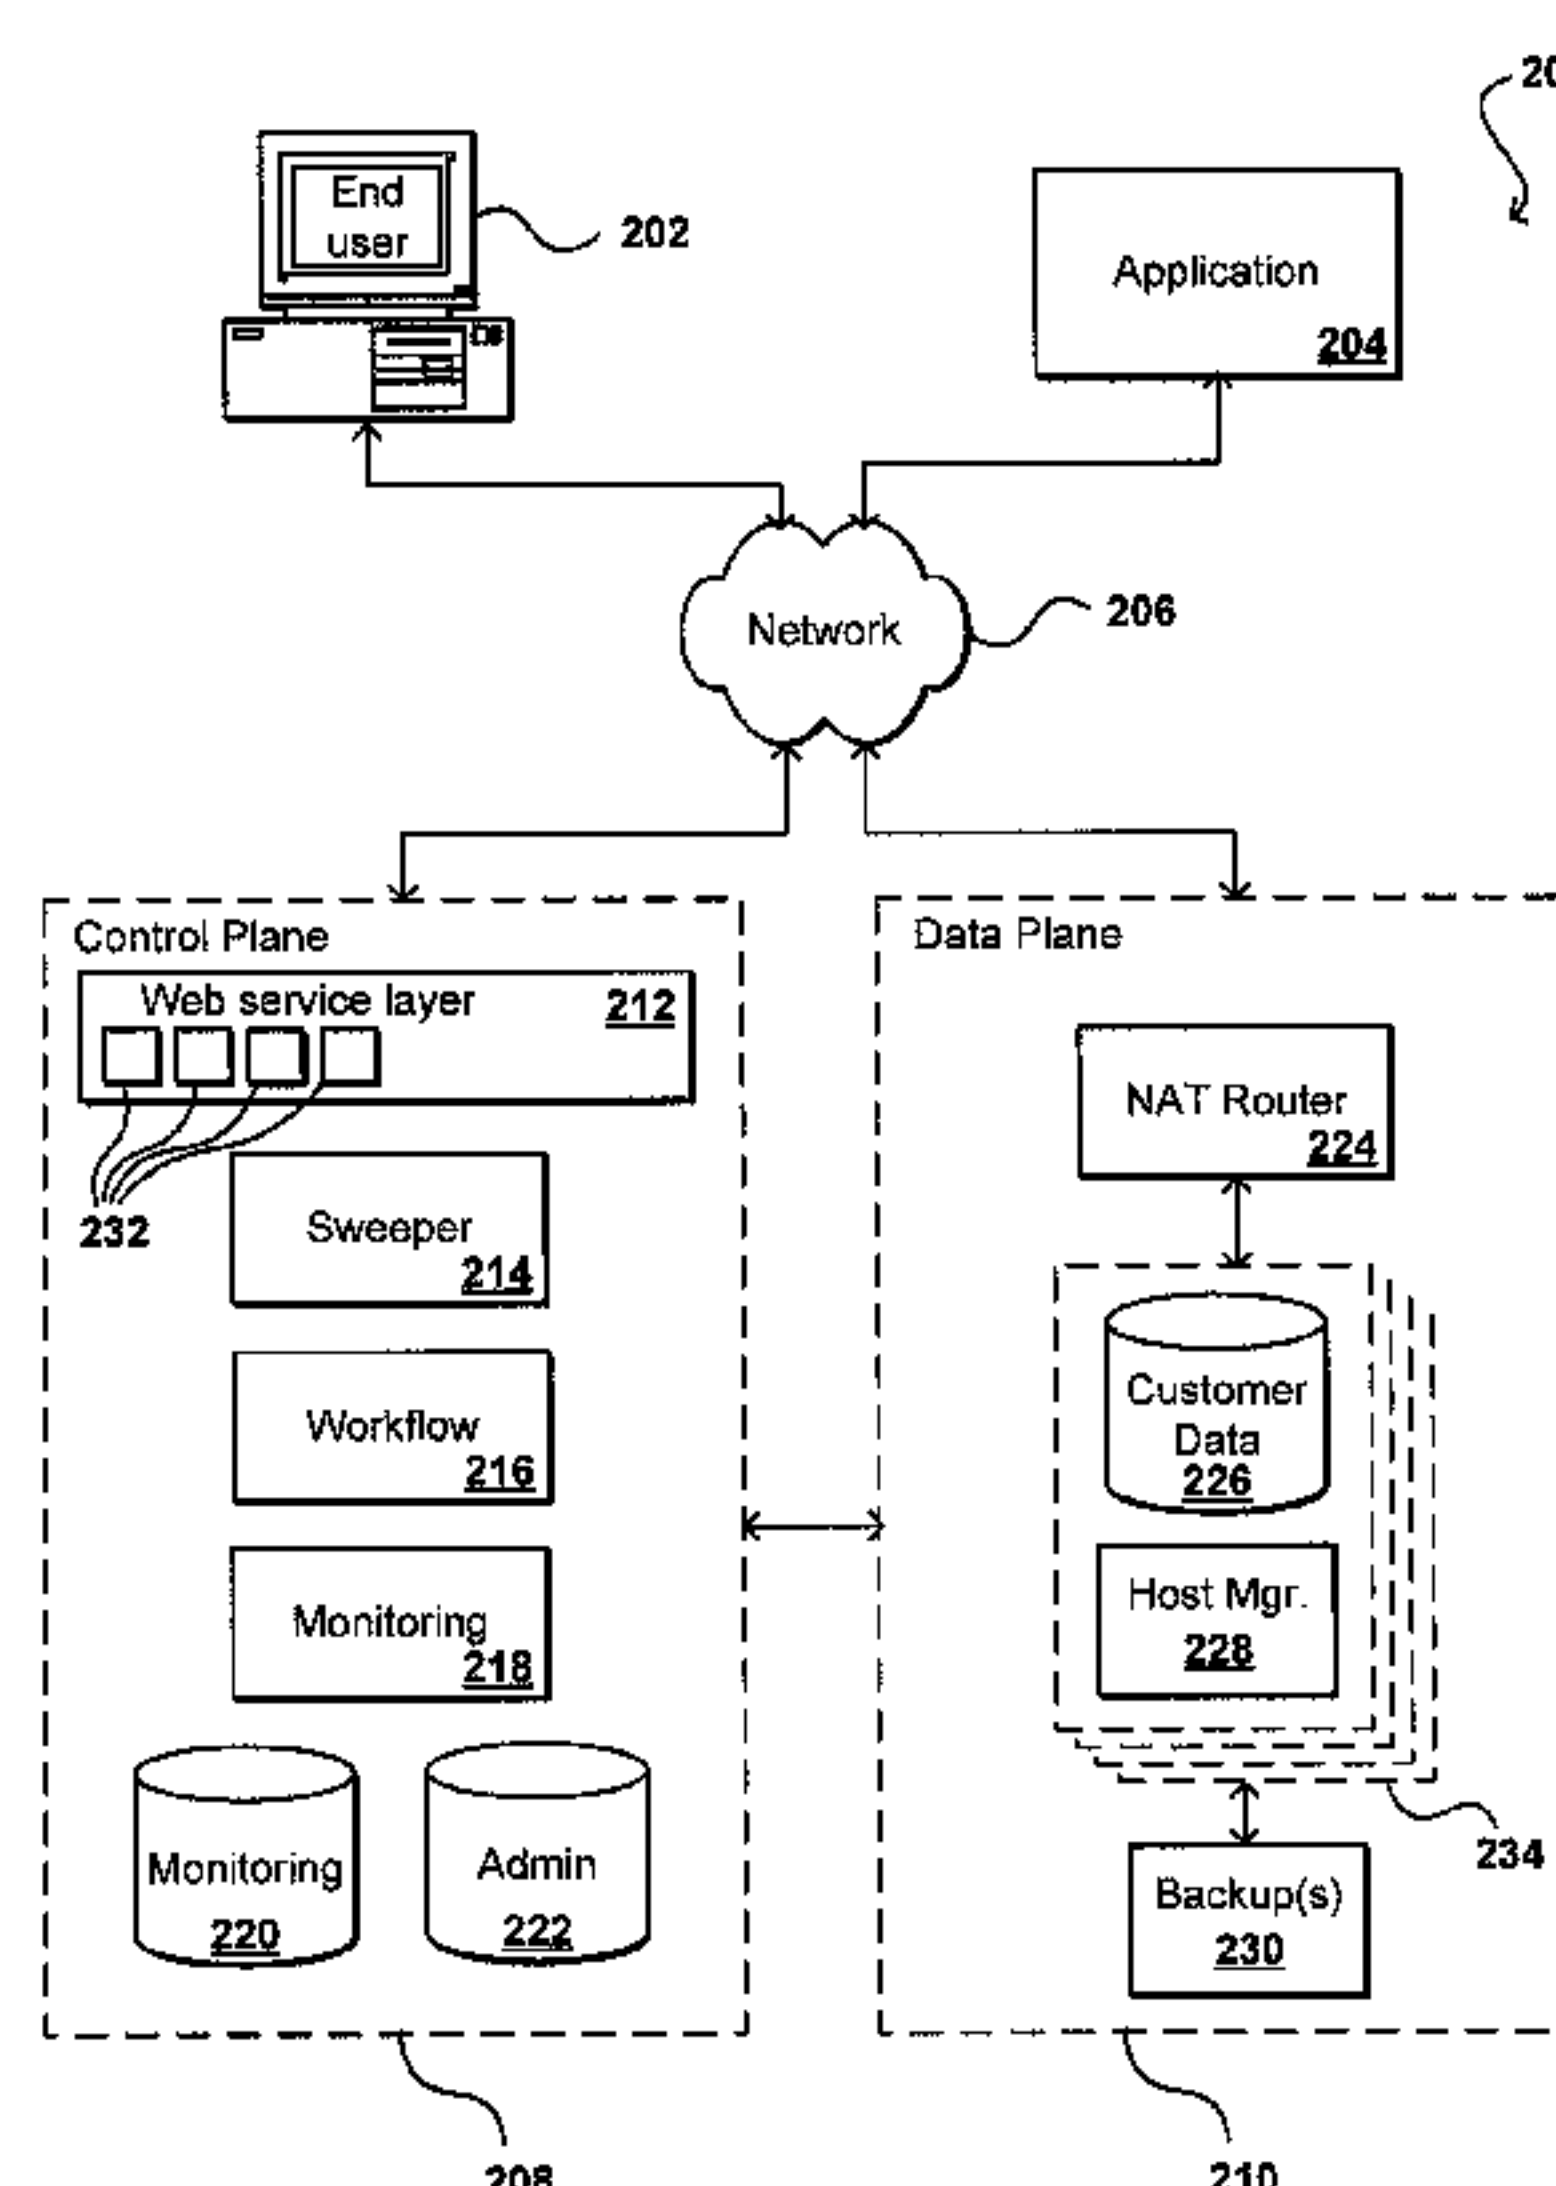 End
user
202
Application
204
Network
206
Control Plane
Web service layer
212
232
Sweeper
214
Workflow
216
Monitoring
218
Monitoring
220
Admin
222
208
Data Plane
NAT Router
224
Customer
Data
226
Host Mgr.
228
234
Backup(s)
230
210